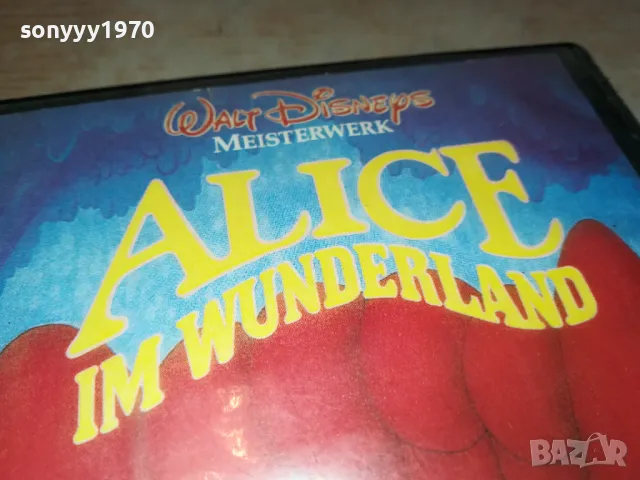 sonyyy1970
WALT DISNEYS
MEISTERWERK
ALICE
IM WUNDERLAND
BAZAR